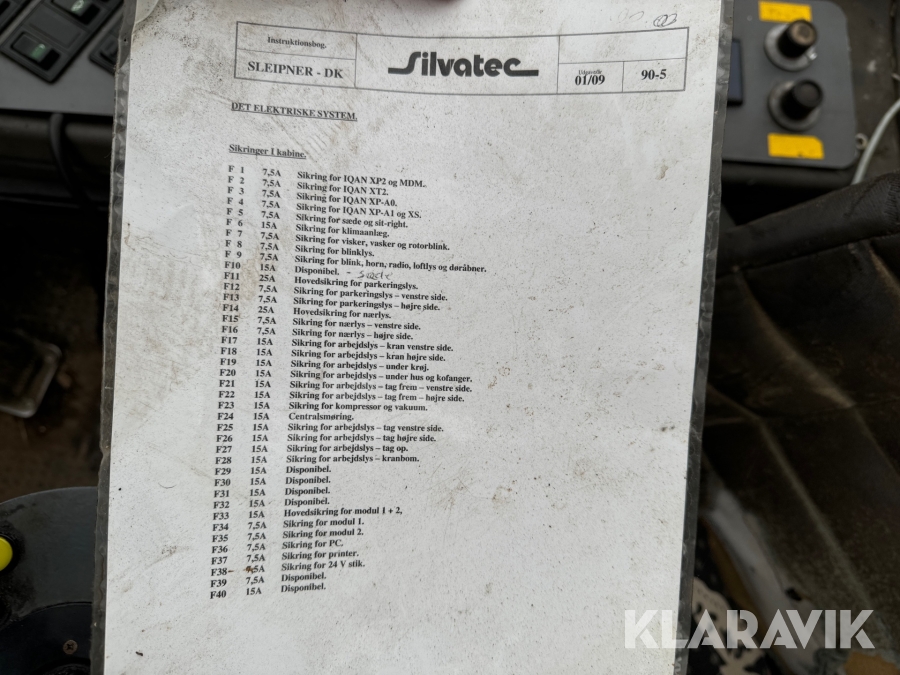 Instruktionsbog.
SLEIPNER - DK
Silvatec
01/09
90-5
DET ELEKTRISKE SYSTEM.
Sikringer I kabine.
F 1 7,5A Sikring for IQAN XP2 og MDM.
F 2 7,5A Sikring for IQAN XT2.
F 3 7,5A Sikring for IQAN XP-A0.
F 4 7,5A Sikring for IQAN XP-A1 og XS.
F 5 7,5A Sikring for sæde og sit-right.
F 6 15A Sikring for klimaanlæg.
F 7 7,5A Sikring for visker, vasker og rotorblink.
F 8 7,5A Sikring for blinklys.
F 9 7,5A Sikring for blink, horn, radio, loftlys og døråbner.
F10 15A Disponibel. - Sæde
F11 25A Hovedsikring for parkeringslys.
F12 7,5A Sikring for parkeringslys – venstre side.
F13 7,5A Sikring for parkeringslys – højre side.
F14 25A Hovedsikring for nærlys.
F15 7,5A Sikring for nærlys – venstre side.
F16 7,5A Sikring for nærlys – højre side.
F17 15A Sikring for arbejdslys – kran venstre side.
F18 15A Sikring for arbejdslys – kran højre side.
F19 15A Sikring for arbejdslys – under krøj.
F20 15A Sikring for arbejdslys – under hus og kofanger.
F21 15A Sikring for arbejdslys – tag frem – venstre side.
F22 15A Sikring for arbejdslys – tag frem – højre side.
F23 15A Sikring for kompressor og vakuum.
F24 15A Centralsmøring.
F25 15A Sikring for arbejdslys – tag venstre side.
F26 15A Sikring for arbejdslys – tag højre side.
F27 15A Sikring for arbejdslys – tag op.
F28 15A Sikring for arbejdslys – kranbom.
F29 15A Disponibel.
F30 15A Disponibel.
F31 15A Disponibel.
F32 15A Disponibel.
F33 15A Hovedsikring for modul 1 + 2,
F34 7,5A Sikring for modul 1.
F35 7,5A Sikring for modul 2.
F36 7,5A Sikring for PC.
F37 7,5A Sikring for printer.
F38- 7,5A Sikring for 24 V stik.
F39 7,5A Disponibel.
F40 15A Disponibel.
KLARAVIK